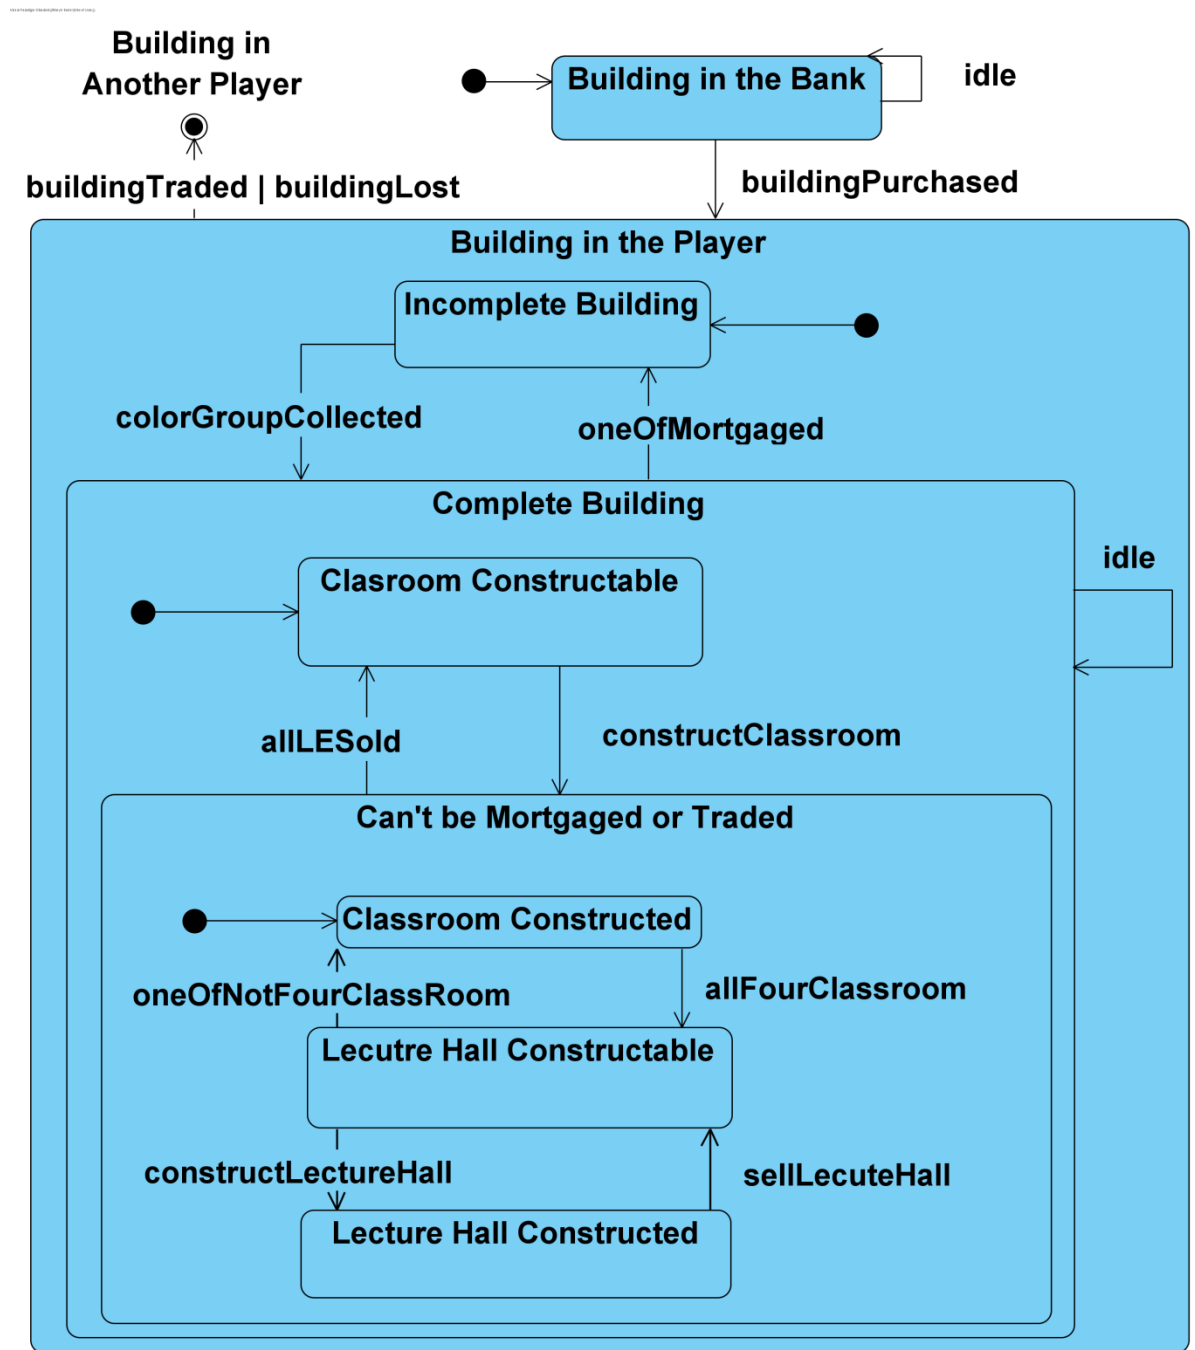 Building in
Another Player
Building in the Bank
idle
buildingTraded | buildingLost
buildingPurchased
Building in the Player
Incomplete Building
colorGroupCollected
oneOfMortgaged
Complete Building
idle
Clasroom Constructable
allLESold
constructClassroom
Can't be Mortgaged or Traded
Classroom Constructed
oneOfNotFourClassRoom
allFourClassroom
Lecutre Hall Constructable
constructLectureHall
sellLecuteHall
Lecture Hall Constructed